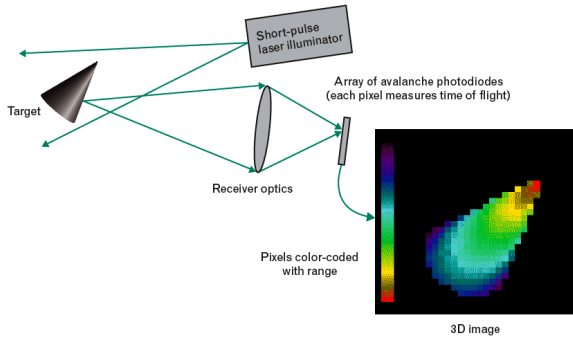 Short-pulse
laser illuminator
Target
Array of avalanche photodiodes
(each pixel measures time of flight)
Receiver optics
Pixels color-coded
with range
3D image